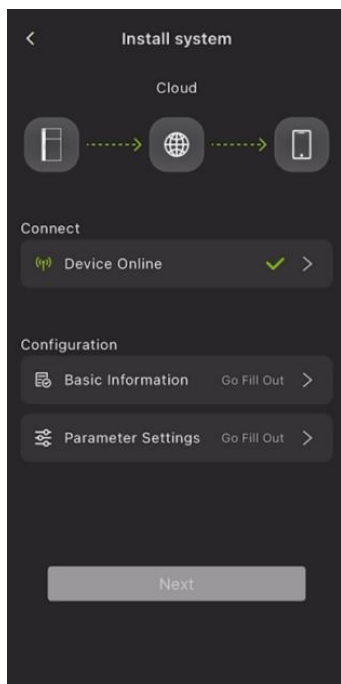 Install system
Cloud
Connect
Device Online
Configuration
Basic Information Go Fill Out
Parameter Settings Go Fill Out
Next